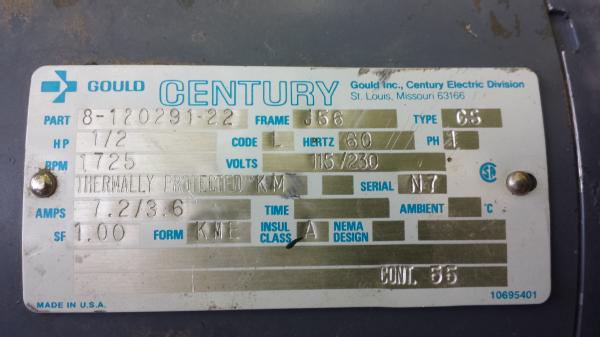 GOULD CENTURY Gould Inc., Century Electric Division
St. Louis, Missouri 63166
PART 8-120291-22 FRAME J56 TYPE CS
HP 1/2 CODE L HERTZ 60 PH 1
RPM 1725 VOLTS 115/230
THERMALLY PROTECTED KM SERIAL N7
AMPS 7.2/3.6 TIME AMBIENT °C
SF 1.00 FORM KME INSUL CLASS A NEMA DESIGN
CONT. 55
MADE IN U.S.A. 10695401